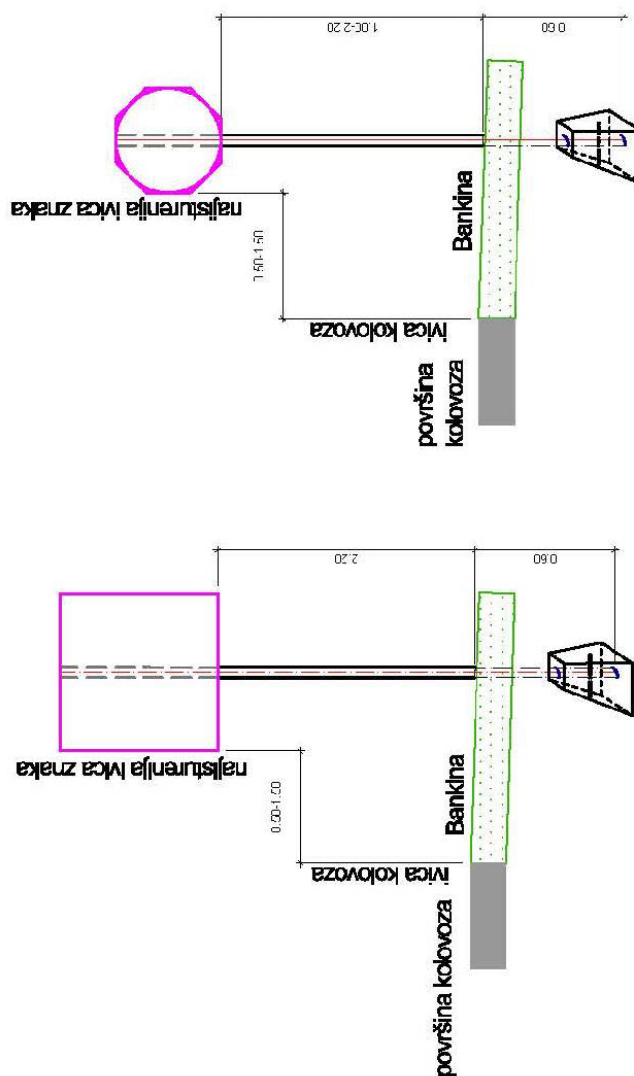 1.00-2.20
0.60
najisturenija ivica znaka
0.50-1.50
Bankina
ivica kolovoza
površina
kolovoza
2.20
0.60
najisturenija ivica znaka
0.50-1.50
Bankina
ivica kolovoza
površina kolovoza